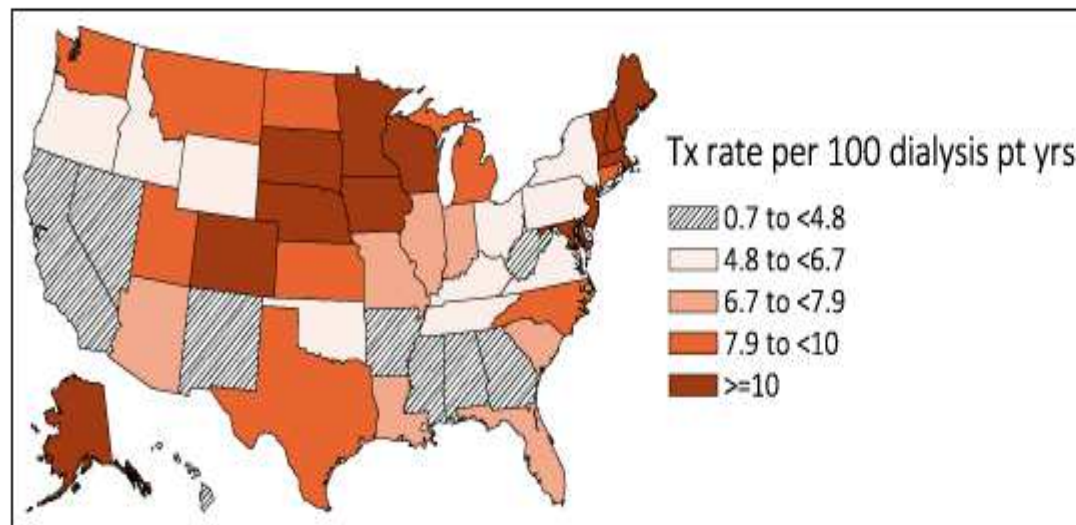 Tx rate per 100 dialysis pt yrs
0.7 to <4.8
4.8 to <6.7
6.7 to <7.9
7.9 to <10
>=10